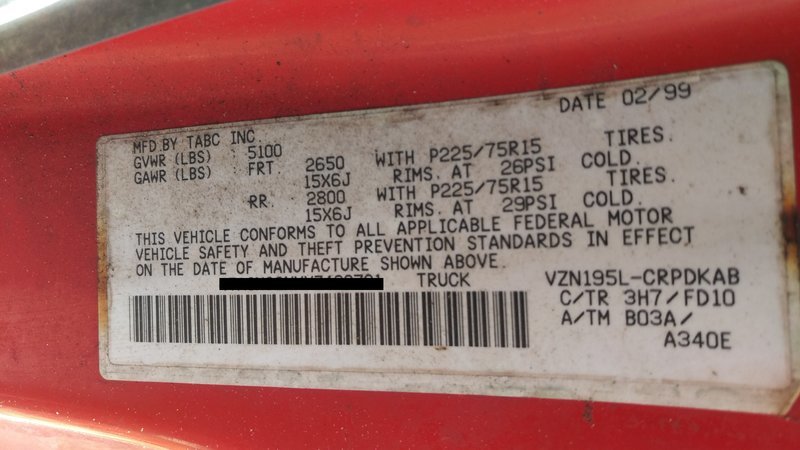 DATE 02/99
MFD BY TABC INC.
GVWR (LBS) : 5100
GAWR (LBS) : FRT. 2650 WITH P225/75R15 TIRES.
15X6J RIMS. AT 26PSI COLD.
RR. 2800 WITH P225/75R15 TIRES.
15X6J RIMS. AT 29PSI COLD.
THIS VEHICLE CONFORMS TO ALL APPLICABLE FEDERAL MOTOR
VEHICLE SAFETY AND THEFT PREVENTION STANDARDS IN EFFECT
ON THE DATE OF MANUFACTURE SHOWN ABOVE.
TRUCK VZN195L-CRPDKAB
C/TR 3H7/FD10
A/TM B03A/
A340E